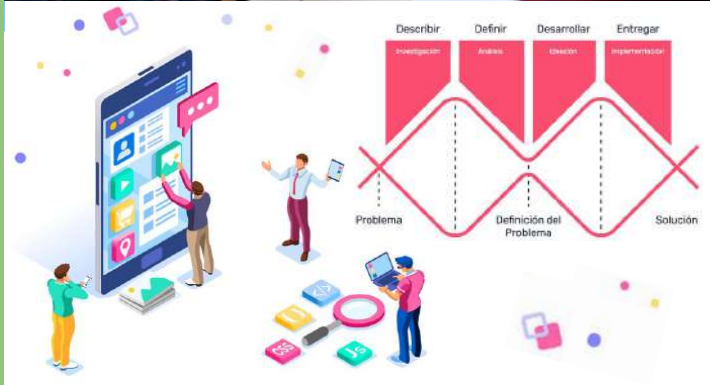 Describir Definir Desarrollar Entregar
Investigación Análisis Ideación Implementación
Problema Definición del Solución
Problema
CSS Js